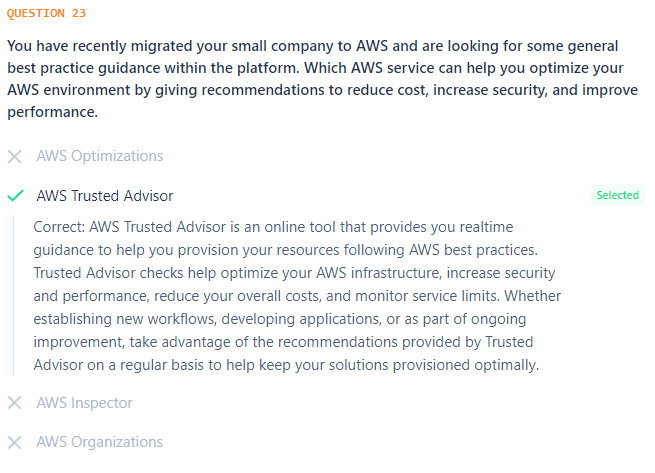 QUESTION 23
You have recently migrated your small company to AWS and are looking for some general
best practice guidance within the platform. Which AWS service can help you optimize your
AWS environment by giving recommendations to reduce cost, increase security, and improve
performance.
AWS Optimizations
AWS Trusted Advisor
Selected
Correct: AWS Trusted Advisor is an online tool that provides you realtime
guidance to help you provision your resources following AWS best practices.
Trusted Advisor checks help optimize your AWS infrastructure, increase security
and performance, reduce your overall costs, and monitor service limits. Whether
establishing new workflows, developing applications, or as part of ongoing
improvement, take advantage of the recommendations provided by Trusted
Advisor on a regular basis to help keep your solutions provisioned optimally.
AWS Inspector
AWS Organizations